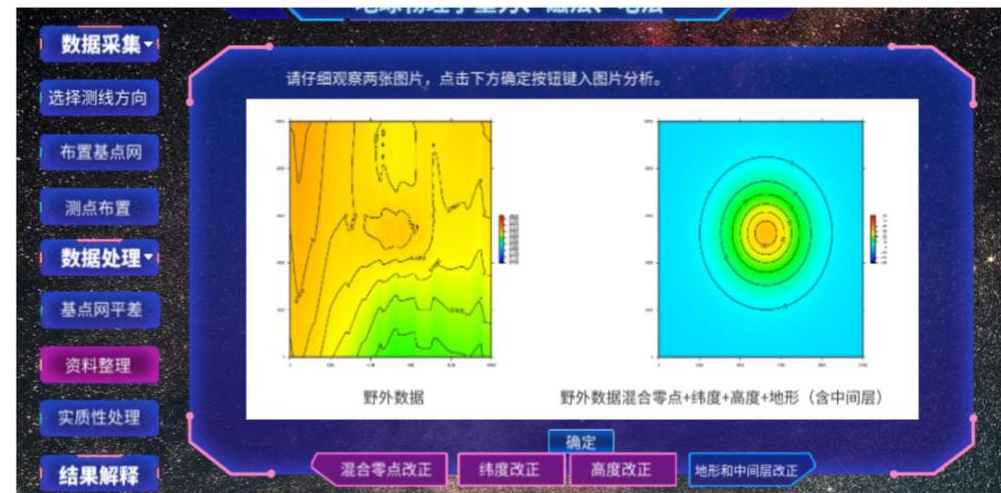 数据采集
选择测线方向
布置基点网
测点布置
数据处理
基点网平差
资料整理
实质性处理
结果解释
请仔细观察两张图片，点击下方确定按钮键入图片分析。
野外数据
野外数据混合零点+纬度+高度+地形（含中间层）
确定
混合零点改正
纬度改正
高度改正
地形和中间层改正